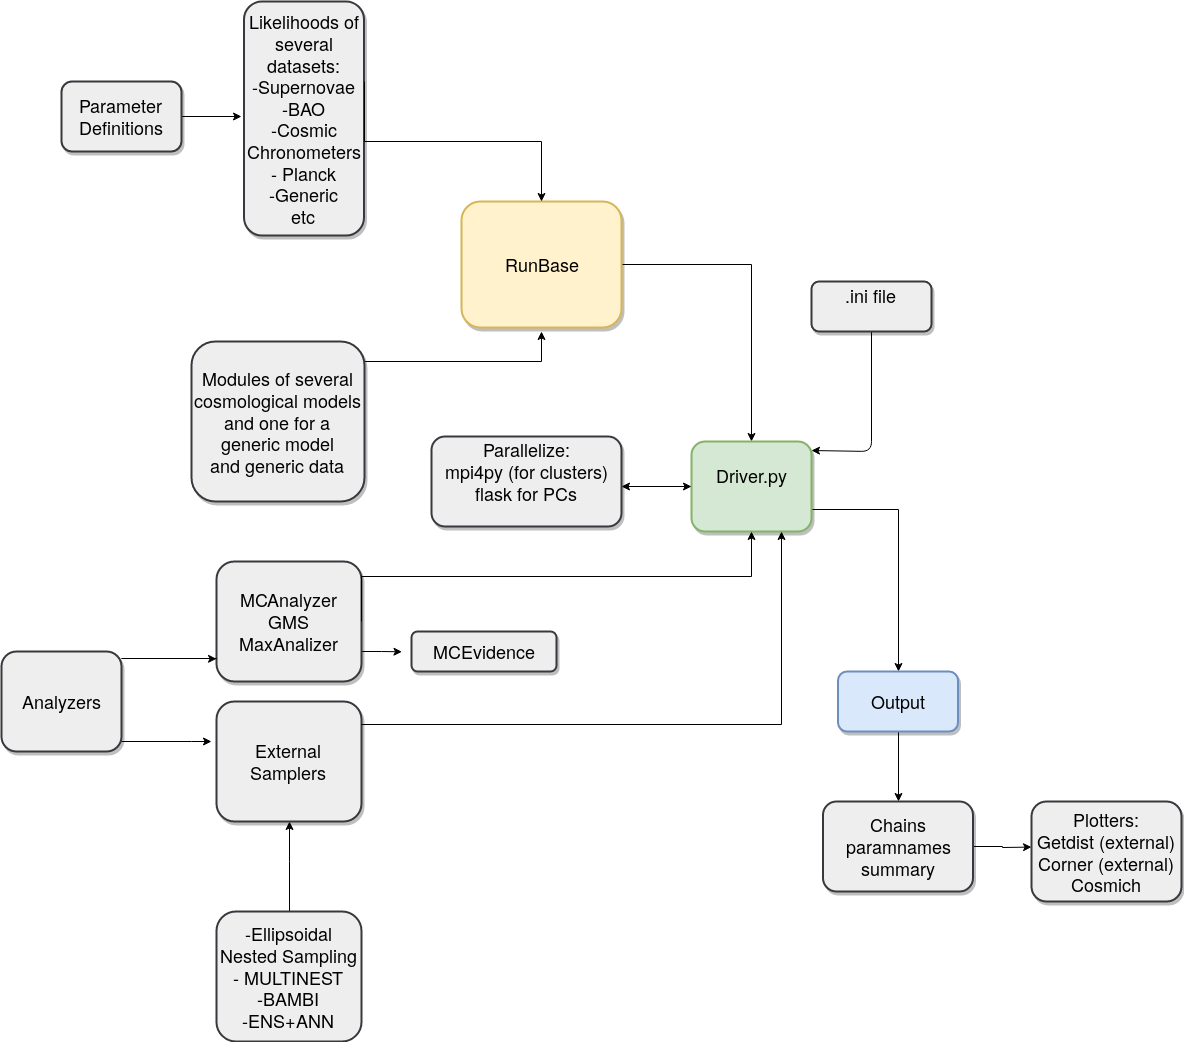 Likelihoods of
several
datasets:
-Supernovae
-BAO
-Cosmic
Chronometers
- Planck
-Generic
etc
Parameter
Definitions
RunBase
.ini file
Modules of several
cosmological models
and one for a
generic model
and generic data
Parallelize:
mpi4py (for clusters)
flask for PCs
Driver.py
MCAnalyzer
GMS
MaxAnalizer
MCEvidence
Analyzers
External
Samplers
Output
Chains
paramnames
summary
Plotters:
Getdist (external)
Corner (external)
Cosmich
-Ellipsoidal
Nested Sampling
- MULTINEST
-BAMBI
-ENS+ANN